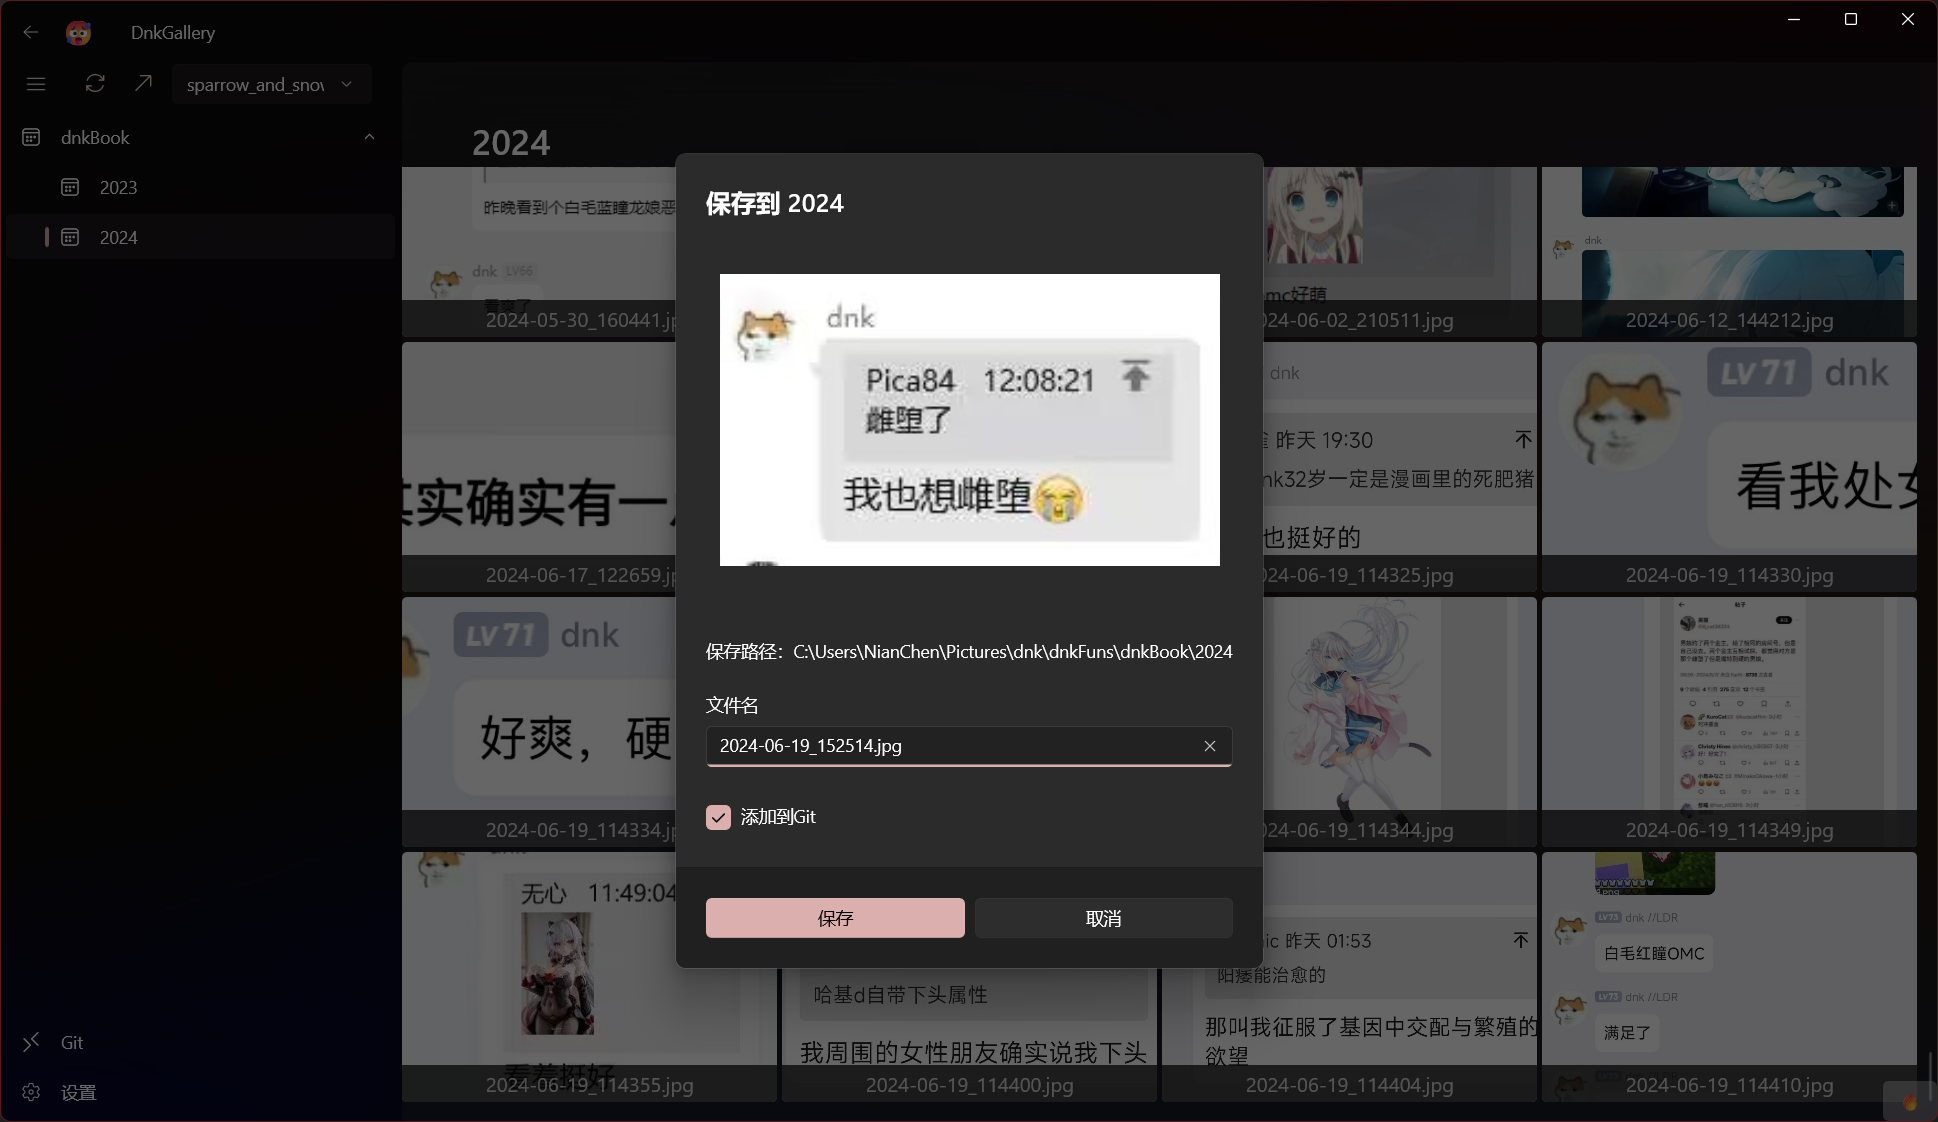 DnkGallery
sparrow_and_snov
dnkBook
2023
2024
Git
设置
2024
昨晚看到个白毛蓝瞳龙娘恶
dnk LV66
看爽了
2024-05-30_160441.jp
mc好萌
24-06-02_210511.jpg
dnk
2024-06-12_144212.jpg
其实确实有一
2024-06-17_122659.jp
dnk
昨天 19:30
nk32岁一定是漫画里的死肥猪
也挺好的
24-06-19_114325.jpg
LV 71 dnk
看我处女
2024-06-19_114330.jpg
LV 71 dnk
好爽，硬
2024-06-19_114334.jp
24-06-19_114344.jpg
帖子
2024-06-19_114349.jpg
无心 11:49:04
看着挺好
2024-06-19_114355.jpg
哈基d自带下头属性
我周围的女性朋友确实说我下头
2024-06-19_114400.jpg
ic 昨天 01:53
阳痿能治愈的
那叫我征服了基因中交配与繁殖的
欲望
2024-06-19_114404.jpg
LV73 dnk //LDR
白毛红瞳OMC
LV73 dnk //LDR
满足了
2024-06-19_114410.jpg
保存到 2024
dnk
Pica84 12:08:21
雌堕了
我也想雌堕😭
保存路径：C:\Users\NianChen\Pictures\dnk\dnkFuns\dnkBook\2024
文件名
2024-06-19_152514.jpg
添加到Git
保存
取消